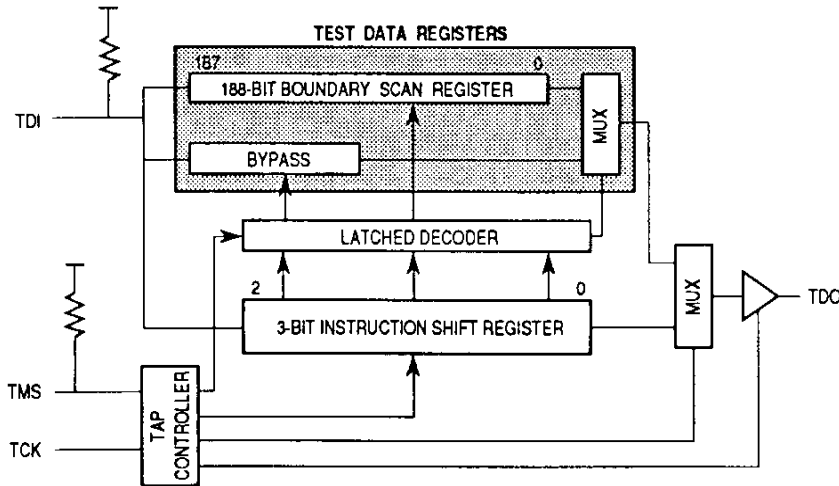 TEST DATA REGISTERS
187
0
188-BIT BOUNDARY SCAN REGISTER
MUX
TDI
BYPASS
LATCHED DECODER
2
0
3-BIT INSTRUCTION SHIFT REGISTER
MUX
TDO
TMS
TAP
CONTROLLER
TCK